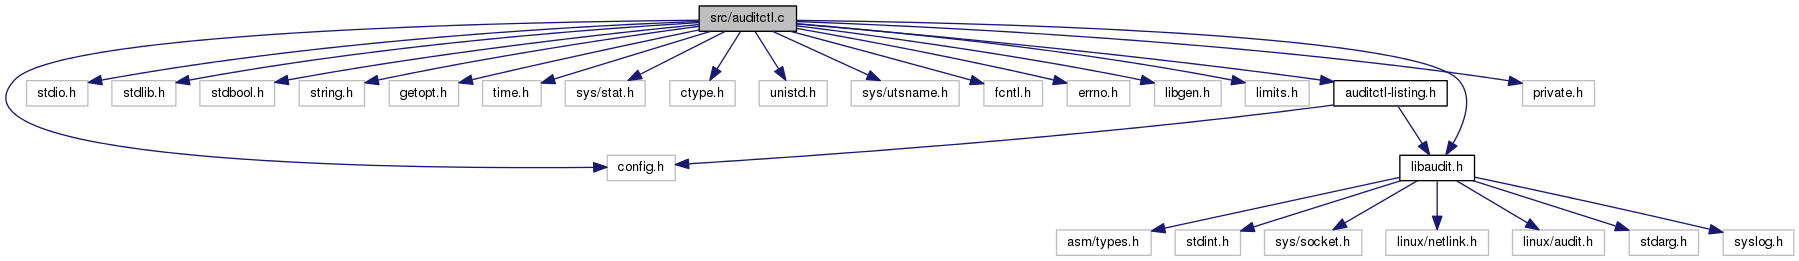 src/auditctl.c
stdio.h
stdlib.h
stdbool.h
string.h
getopt.h
time.h
sys/stat.h
ctype.h
unistd.h
sys/utsname.h
fcntl.h
errno.h
libgen.h
limits.h
auditctl-listing.h
private.h
config.h
libaudit.h
asm/types.h
stdint.h
sys/socket.h
linux/netlink.h
linux/audit.h
stdarg.h
syslog.h